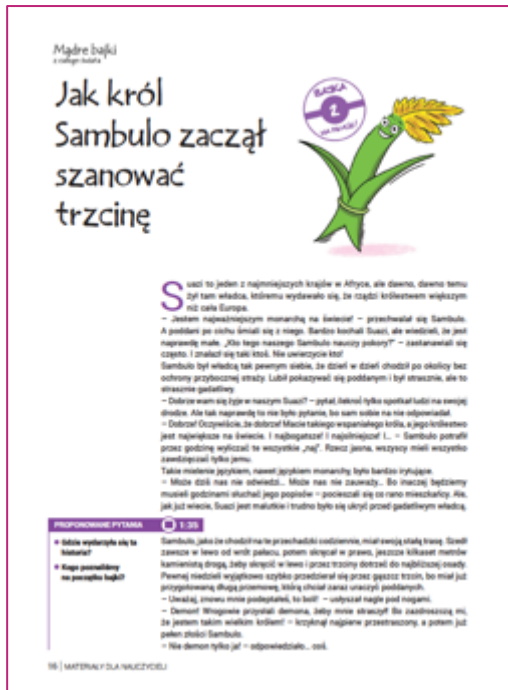 Mądre bajki
z całego świata
Jak król
Sambulo zaczął
szanować
trzcinę
BAJKA
2
Suazi to jeden z najmniejszych krajów w Afryce, ale dawno, dawno temu
żył tam władca, któremu wydawało się, że rządzi królestwem większym
niż cała Europa.
– Jestem najważniejszym monarchą na świecie! – przechwalał się Sambulo.
A poddani po cichu śmiali się z niego. Bardzo kochali Suazi, ale wiedzieli, że jest
naprawdę małe. „Kto tego naszego Sambulo nauczy pokory?” – zastanawiali się
często. I znalazł się taki ktoś. Nie uwierzycie kto!
Sambulo był władcą tak pewnym siebie, że dzień w dzień chodził po okolicy bez
ochrony przybocznej straży. Lubił pokazywać się poddanym i był strasznie, ale to
strasznie gadatliwy.
– Dobrze wam się żyje w naszym Suazi? – pytał, ilekroć tylko spotkał ludzi na swojej
drodze. Ale tak naprawdę to nie było pytanie, bo sam sobie na nie odpowiadał.
– Dobrze! Oczywiście, że dobrze! Macie takiego wspaniałego króla, a jego królestwo
jest największe na świecie. I najbogatsze! I najsilniejsze! I... – Sambulo potrafił
przez godzinę wyliczać te wszystkie „naj”. Rzecz jasna, wszyscy mieli wszystko
zawdzięczać tylko jemu.
Takie mielenie językiem, nawet językiem monarchy, było bardzo irytujące.
– Może dziś nas nie odwiedzi... Może nas nie zauważy... Bo inaczej będziemy
musieli godzinami słuchać jego popisów – pocieszali się co rano mieszkańcy. Ale,
jak już wiecie, Suazi jest malutkie i trudno było się ukryć przed gadatliwym władcą.
PROPONOWANE PYTANIA
1:35
Gdzie wydarzyła się ta
historia?
Kogo poznaliśmy
na początku bajki?
Sambulo, jako że chodził na te przechadzki codziennie, miał swoją stałą trasę. Szedł
zawsze w lewo od wrót pałacu, potem skręcał w prawo, jeszcze kilkaset metrów
kamienistą drogą, żeby skręcić w lewo i przez trzciny dotrzeć do najbliższej osady.
Pewnej niedzieli wyjątkowo szybko przedzierał się przez gąszcz trzcin, bo miał już
przygotowaną długą przemowę, którą chciał zaraz uraczyć poddanych.
– Uważaj, znowu mnie podeptałeś, to boli! – usłyszał nagle pod nogami.
– Demon! Wrogowie przysłali demona, żeby mnie straszył! Bo zazdroszczą mi,
że jestem takim wielkim królem! – krzyknął najpierw przestraszony, a potem już
pełen złości Sambulo.
– Nie demon tylko ja! – odpowiedziało... coś.
16 | MATERIAŁY DLA NAUCZYCIELI